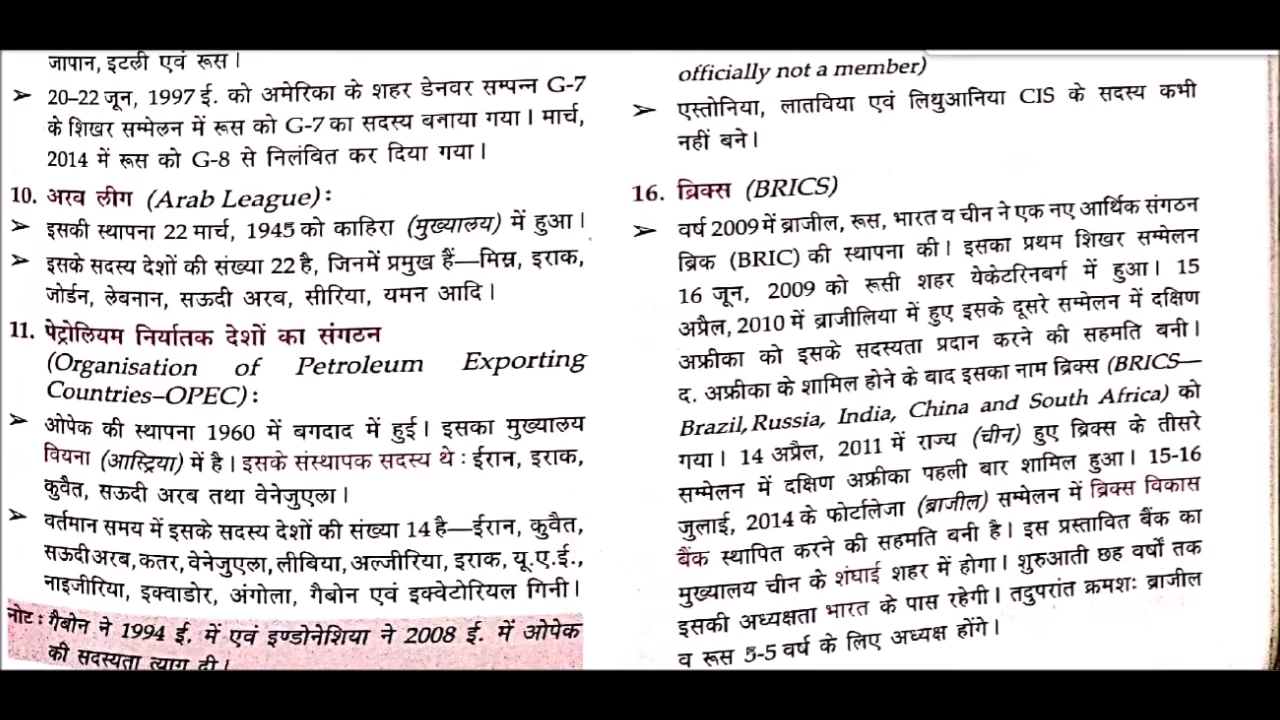 जापान, इटली एवं रूस।
➤ 20–22 जून, 1997 ई. को अमेरिका के शहर डेनवर सम्पन्न G-7
के शिखर सम्मेलन में रूस को G-7 का सदस्य बनाया गया। मार्च,
2014 में रूस को G-8 से निलंबित कर दिया गया।
10. अरब लीग (Arab League) :
➤ इसकी स्थापना 22 मार्च, 1945 को काहिरा (मुख्यालय) में हुआ।
➤ इसके सदस्य देशों की संख्या 22 है, जिनमें प्रमुख हैं—मिस्र, इराक,
जोर्डन, लेबनान, सऊदी अरब, सीरिया, यमन आदि।
11. पेट्रोलियम निर्यातक देशों का संगठन
(Organisation of Petroleum Exporting
Countries–OPEC) :
➤ ओपेक की स्थापना 1960 में बगदाद में हुई। इसका मुख्यालय
वियना (आस्ट्रिया) में है। इसके संस्थापक सदस्य थे : ईरान, इराक,
कुवैत, सऊदी अरब तथा वेनेजुएला।
➤ वर्तमान समय में इसके सदस्य देशों की संख्या 14 है—ईरान, कुवैत,
सऊदी अरब, कतर, वेनेजुएला, लीबिया, अल्जीरिया, इराक, यू.ए.ई.,
नाइजीरिया, इक्वाडोर, अंगोला, गैबोन एवं इक्वेटोरियल गिनी।
नोट : गैबोन ने 1994 ई. में एवं इण्डोनेशिया ने 2008 ई. में ओपेक
की सदस्यता त्याग दी।
officially not a member)
➤ एस्तोनिया, लातविया एवं लिथुआनिया CIS के सदस्य कभी
नहीं बने।
16. ब्रिक्स (BRICS)
➤ वर्ष 2009 में ब्राजील, रूस, भारत व चीन ने एक नए आर्थिक संगठन
ब्रिक (BRIC) की स्थापना की। इसका प्रथम शिखर सम्मेलन
16 जून, 2009 को रूसी शहर येकेटरिनबर्ग में हुआ। 15
अप्रैल, 2010 में ब्राजीलिया में हुए इसके दूसरे सम्मेलन में दक्षिण
अफ्रीका को इसके सदस्यता प्रदान करने की सहमति बनी।
द. अफ्रीका के शामिल होने के बाद इसका नाम ब्रिक्स (BRICS—
Brazil, Russia, India, China and South Africa) को
गया। 14 अप्रैल, 2011 में राज्य (चीन) हुए ब्रिक्स के तीसरे
सम्मेलन में दक्षिण अफ्रीका पहली बार शामिल हुआ। 15-16
जुलाई, 2014 के फोर्टालेजा (ब्राजील) सम्मेलन में ब्रिक्स विकास
बैंक स्थापित करने की सहमति बनी है। इस प्रस्तावित बैंक का
मुख्यालय चीन के शंघाई शहर में होगा। शुरुआती छह वर्षों तक
इसकी अध्यक्षता भारत के पास रहेगी। तदुपरांत क्रमशः ब्राजील
व रूस 5-5 वर्ष के लिए अध्यक्ष होंगे।